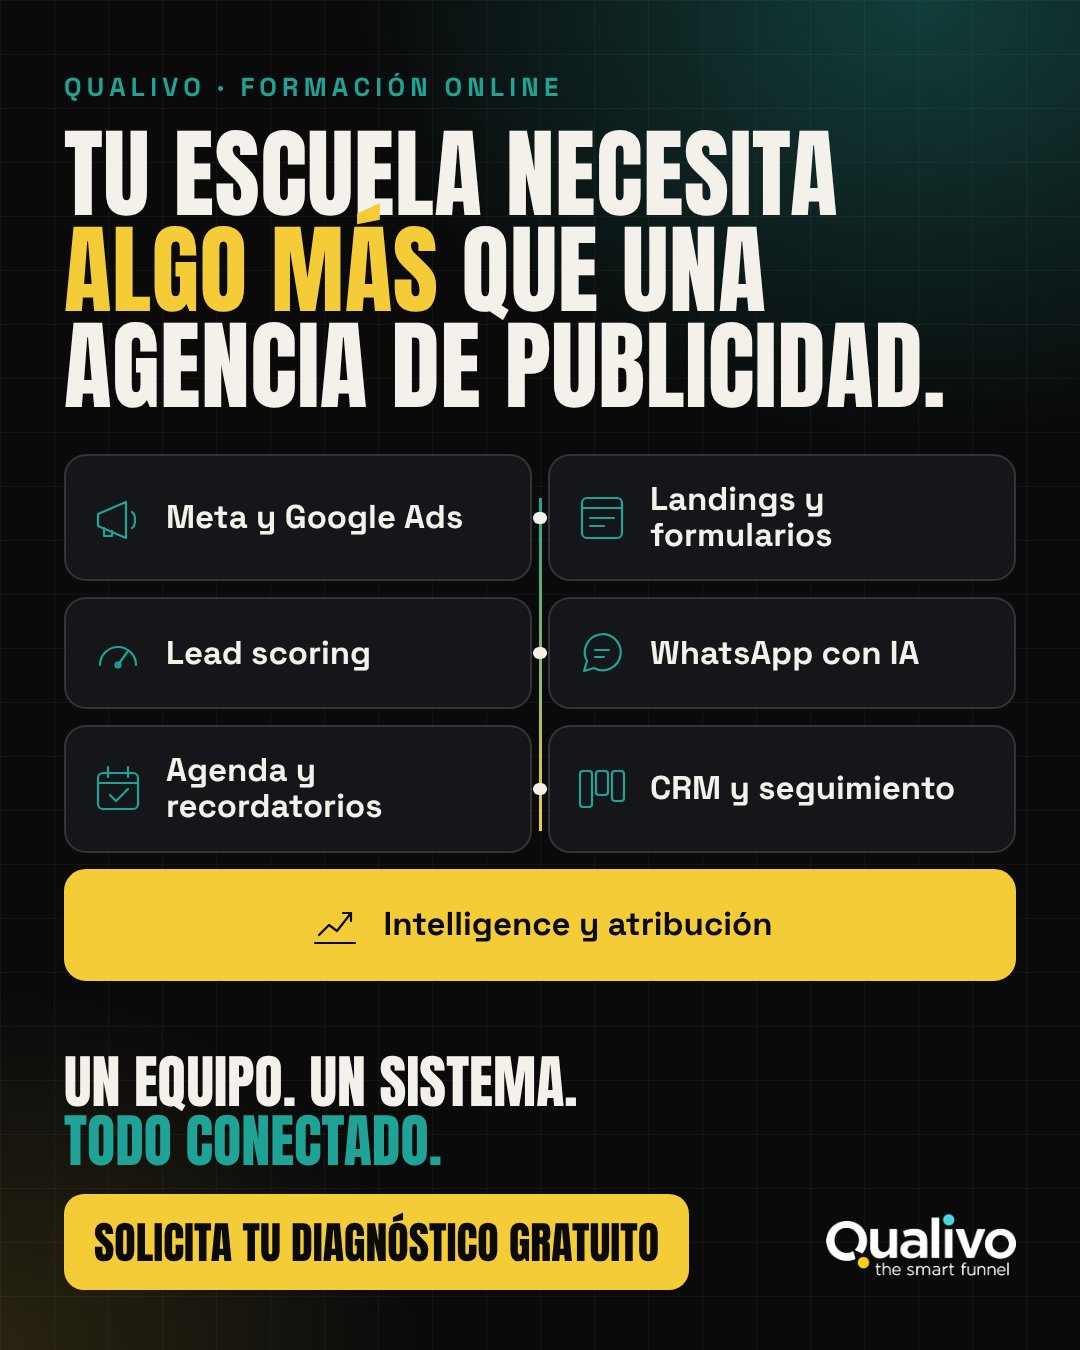 QUALIVO · FORMACIÓN ONLINE
TU ESCUELA NECESITA
ALGO MÁS QUE UNA
AGENCIA DE PUBLICIDAD.
Meta y Google Ads
Landings y
formularios
Lead scoring
WhatsApp con IA
Agenda y
recordatorios
CRM y seguimiento
Intelligence y atribución
UN EQUIPO. UN SISTEMA.
TODO CONECTADO.
SOLICITA TU DIAGNÓSTICO GRATUITO
Qualivo
the smart funnel